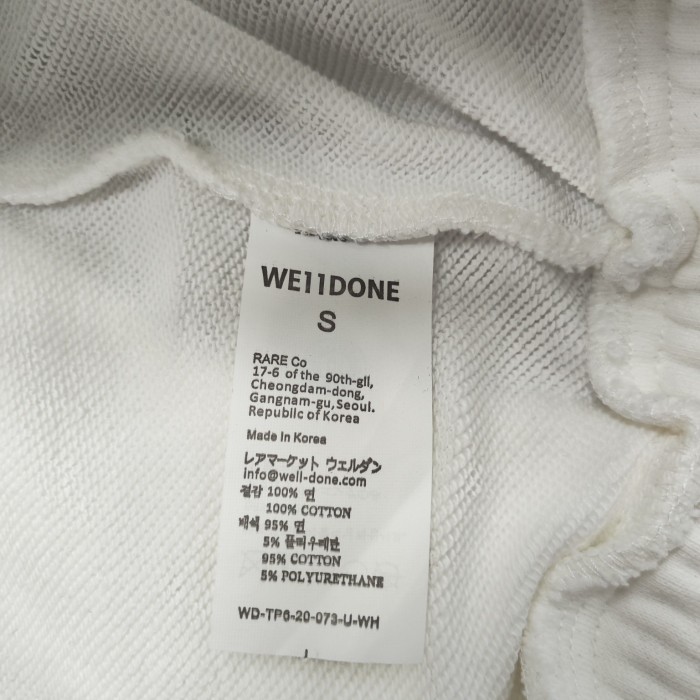 WE11DONE
S
RARE Co
17-6 of the 90th-gil,
Cheongdam-dong,
Gangnam-gu,Seoul.
Republic of Korea
Made in Korea
レアマーケット ウェルダン
info@well-done.com
겉감 100% 면
100% COTTON
배색 95% 면
5% 폴리우레탄
95% COTTON
5% POLYURETHANE
WD-TP6-20-073-U-WH